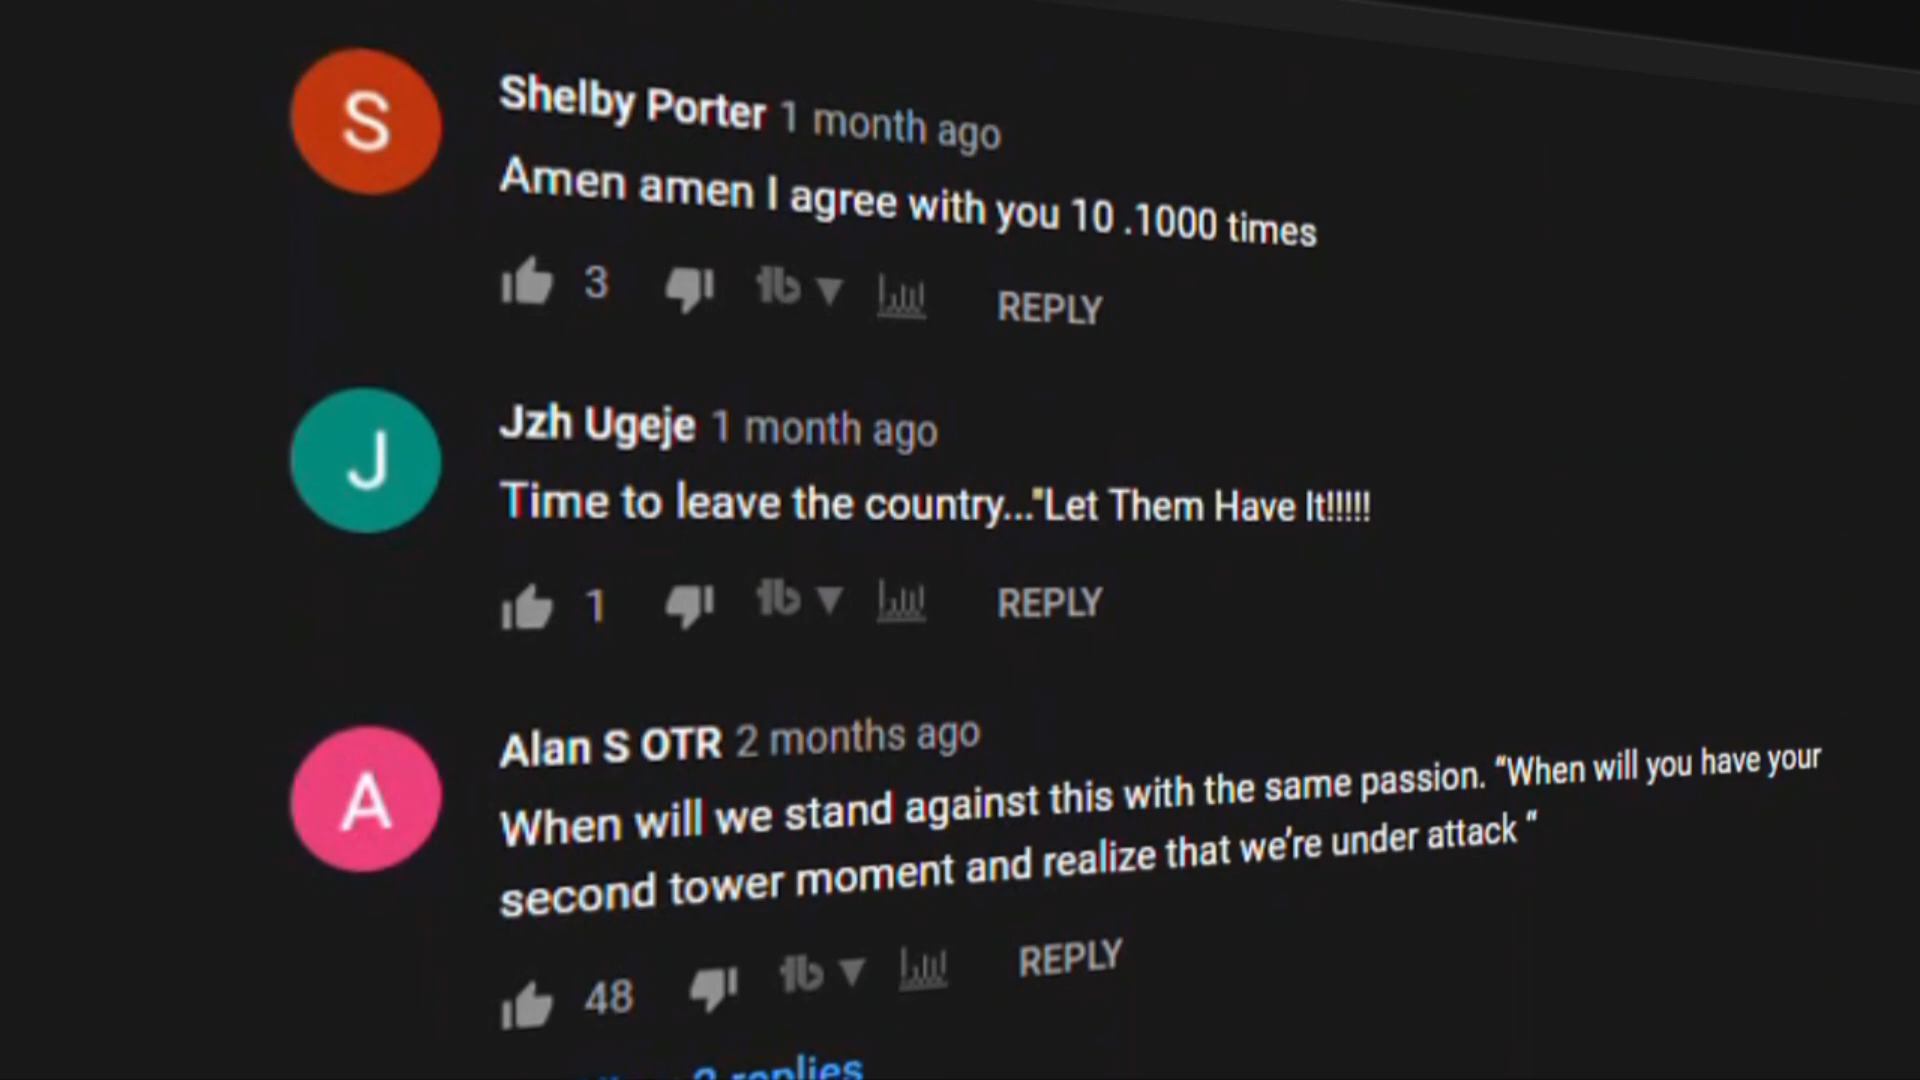 S
Shelby Porter 1 month ago
Amen amen I agree with you 10 .1000 times
3 REPLY
J
Jzh Ugeje 1 month ago
Time to leave the country..."Let Them Have It!!!!!
1 REPLY
A
Alan S OTR 2 months ago
When will we stand against this with the same passion. “When will you have your
second tower moment and realize that we’re under attack “
48 REPLY
replies